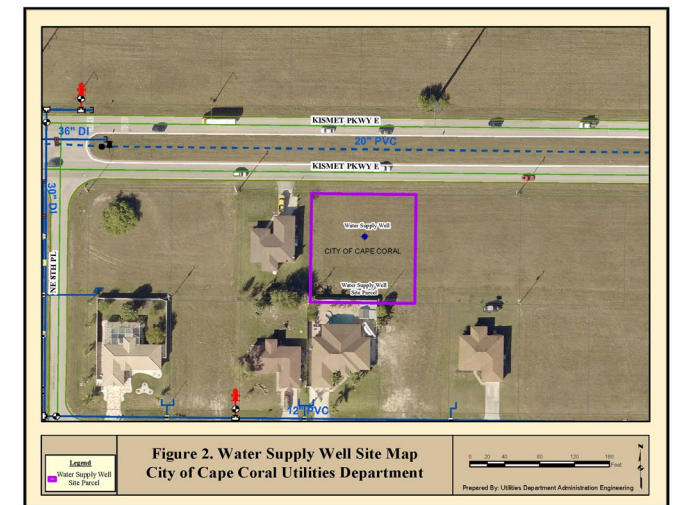 KISMET PKWY E
36" DI
20" PVC
KISMET PKWY E
30" DI
NE 8TH PL
Water Supply Well
CITY OF CAPE CORAL
Water Supply Well
Site Parcel
12" PVC
Legend
Water Supply Well
Site Parcel
Figure 2. Water Supply Well Site Map
City of Cape Coral Utilities Department
0 20 40 80 120 160
Feet
N
Prepared By: Utilities Department Administration Engineering